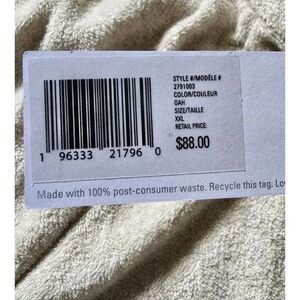 STYLE #/MODÈLE #
2791003
COLOR/COULEUR
OAH
SIZE/TAILLE
XXL
RETAIL PRICE:
$88.00
1 96333 21796 0
Made with 100% post-consumer waste. Recycle this tag.